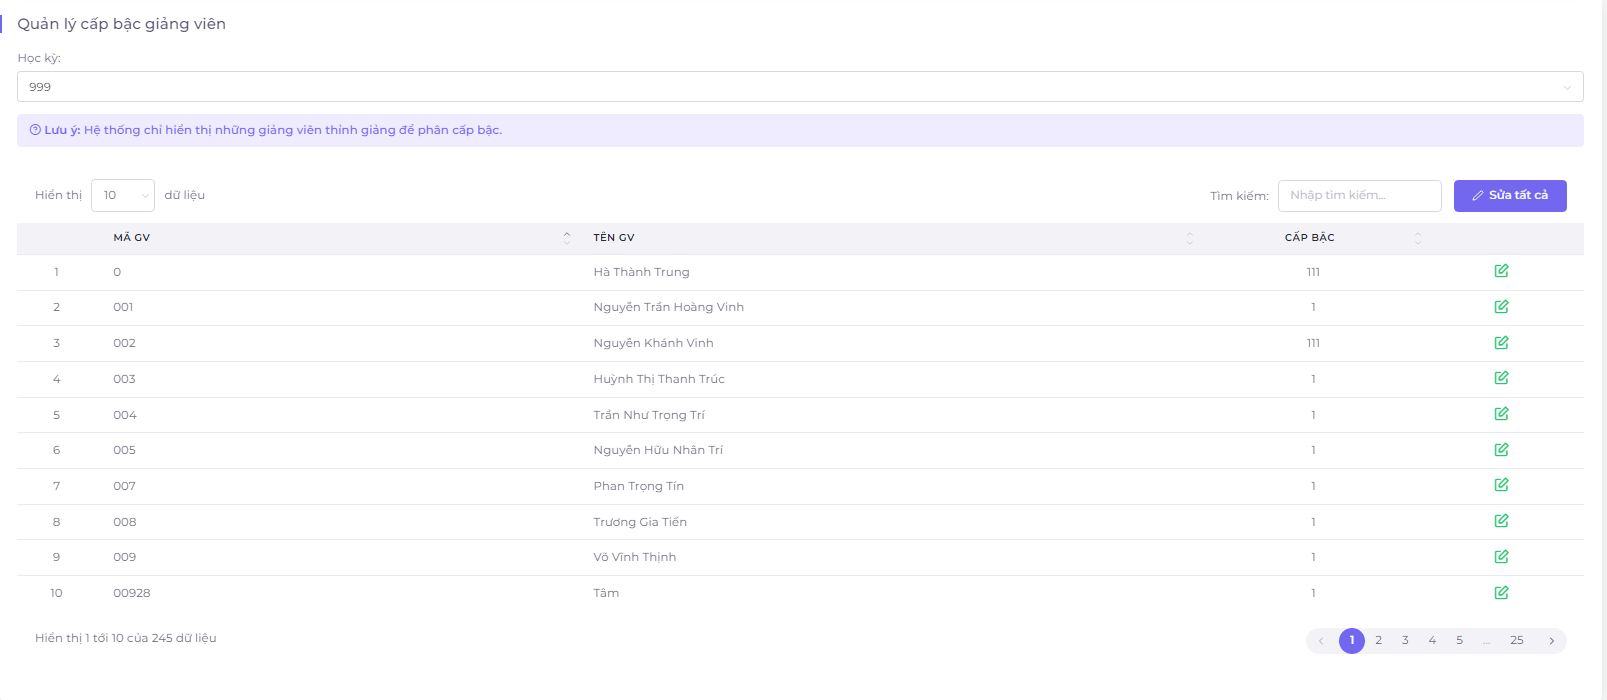 Quản lý cấp bậc giảng viên
Học kỳ:
999
Lưu ý: Hệ thống chỉ hiển thị những giảng viên thỉnh giảng để phân cấp bậc.
Hiển thị 10 dữ liệu Tìm kiếm: Nhập tìm kiếm... Sửa tất cả
MÃ GV TÊN GV CẤP BẬC
1 0 Hà Thành Trung 111
2 001 Nguyễn Trần Hoàng Vinh 1
3 002 Nguyễn Khánh Vinh 111
4 003 Huỳnh Thị Thanh Trúc 1
5 004 Trần Như Trọng Trí 1
6 005 Nguyễn Hữu Nhân Trí 1
7 007 Phan Trọng Tín 1
8 008 Trương Gia Tiến 1
9 009 Võ Vĩnh Thịnh 1
10 00928 Tâm 1
Hiển thị 1 tới 10 của 245 dữ liệu 1 2 3 4 5 ... 25